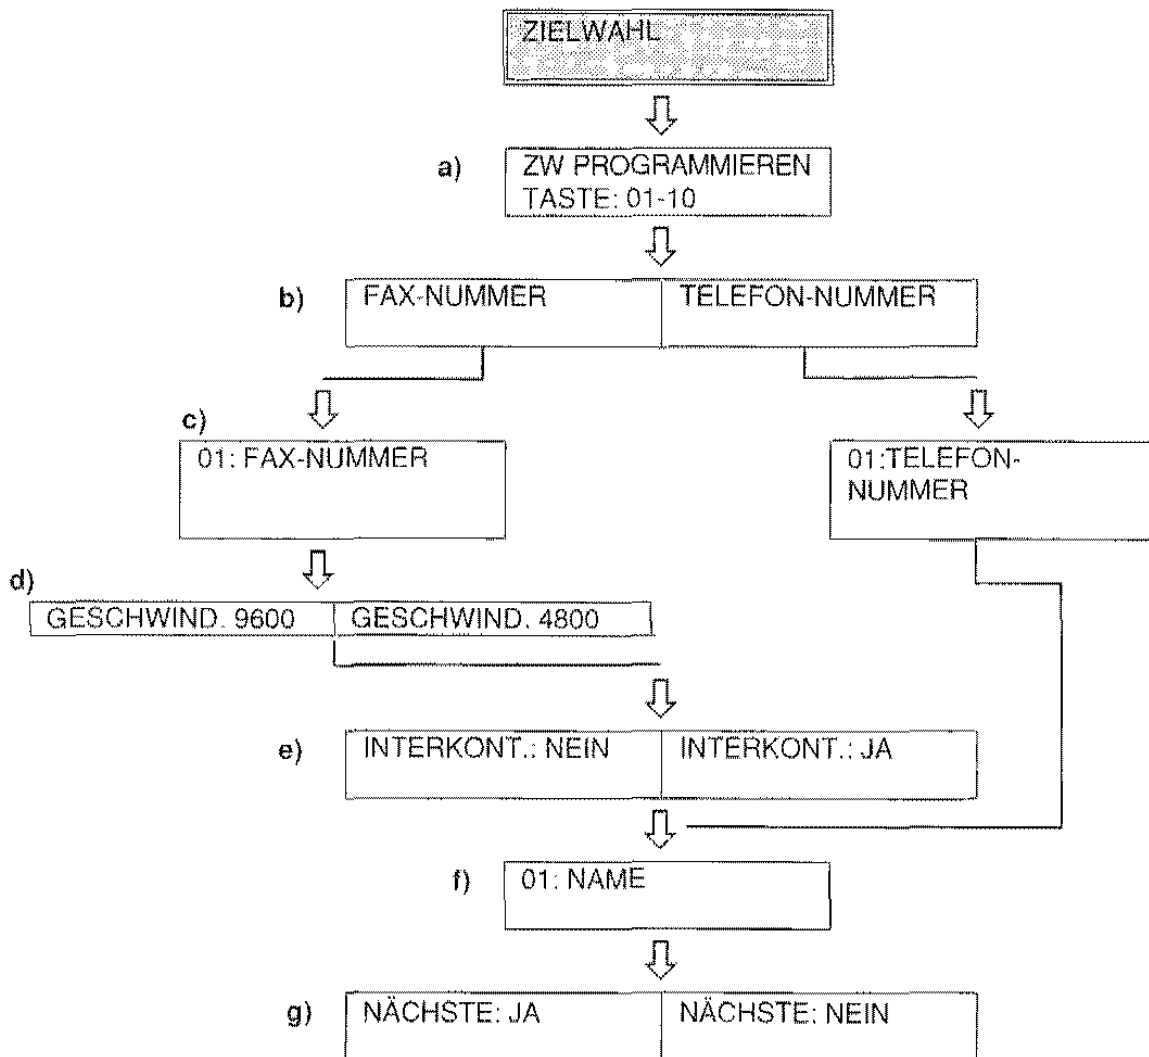 ZIELWAHL
a)
ZW PROGRAMMIEREN
TASTE: 01-10
b)
FAX-NUMMER
TELEFON-NUMMER
c)
01: FAX-NUMMER
01:TELEFON-
NUMMER
d)
GESCHWIND. 9600
GESCHWIND. 4800
e)
INTERKONT.: NEIN
INTERKONT.: JA
f)
01: NAME
g)
NÄCHSTE: JA
NÄCHSTE: NEIN